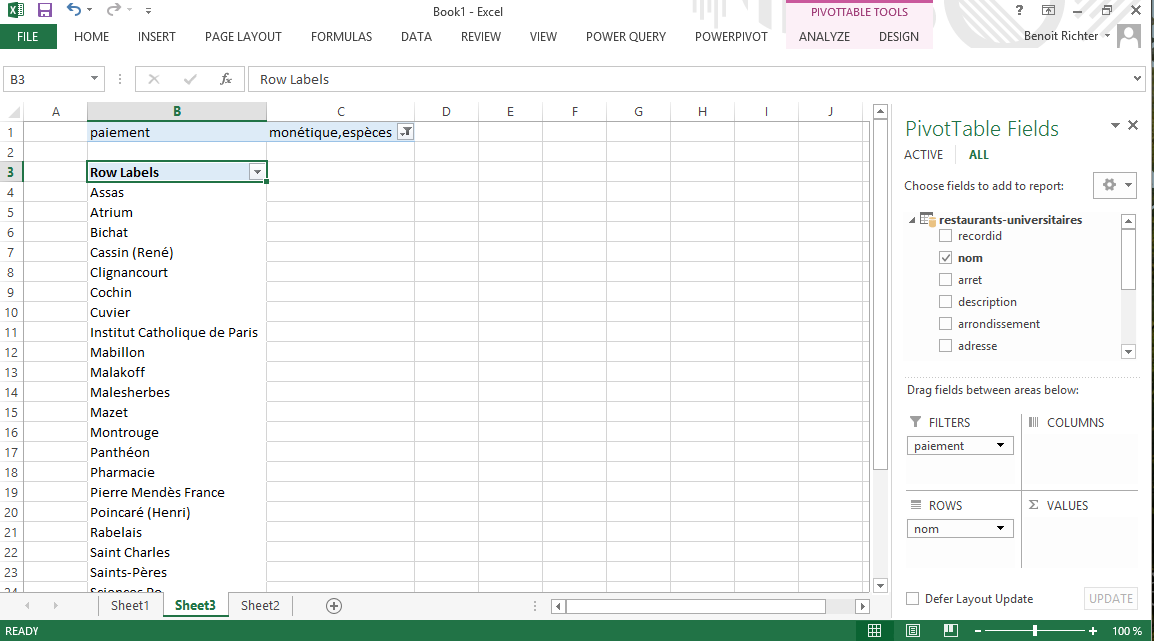 Book1 - Excel
PIVOTTABLE TOOLS
?
FILE HOME INSERT PAGE LAYOUT FORMULAS DATA REVIEW VIEW POWER QUERY POWERPIVOT ANALYZE DESIGN Benoit Richter
B3 fx Row Labels
A B C D E F G H I J
1 paiement monétique,espèces
2
3 Row Labels
4 Assas
5 Atrium
6 Bichat
7 Cassin (René)
8 Clignancourt
9 Cochin
10 Cuvier
11 Institut Catholique de Paris
12 Mabillon
13 Malakoff
14 Malesherbes
15 Mazet
16 Montrouge
17 Panthéon
18 Pharmacie
19 Pierre Mendès France
20 Poincaré (Henri)
21 Rabelais
22 Saint Charles
23 Saints-Pères
24 Sciences Po
Sheet1 Sheet3 Sheet2
PivotTable Fields
ACTIVE ALL
Choose fields to add to report:
restaurants-universitaires
recordid
nom
arret
description
arrondissement
adresse
Drag fields between areas below:
FILTERS COLUMNS
paiement
ROWS Σ VALUES
nom
Defer Layout Update UPDATE
READY 100 %